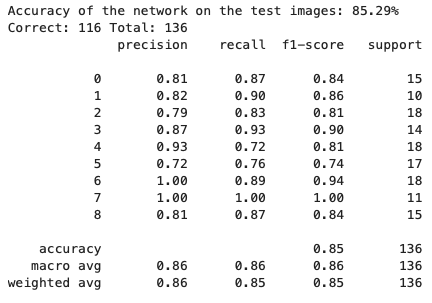 Accuracy of the network on the test images: 85.29%
Correct: 116 Total: 136
precision recall f1-score support
0 0.81 0.87 0.84 15
1 0.82 0.90 0.86 10
2 0.79 0.83 0.81 18
3 0.87 0.93 0.90 14
4 0.93 0.72 0.81 18
5 0.72 0.76 0.74 17
6 1.00 0.89 0.94 18
7 1.00 1.00 1.00 11
8 0.81 0.87 0.84 15
accuracy 0.85 136
macro avg 0.86 0.86 0.86 136
weighted avg 0.86 0.85 0.85 136